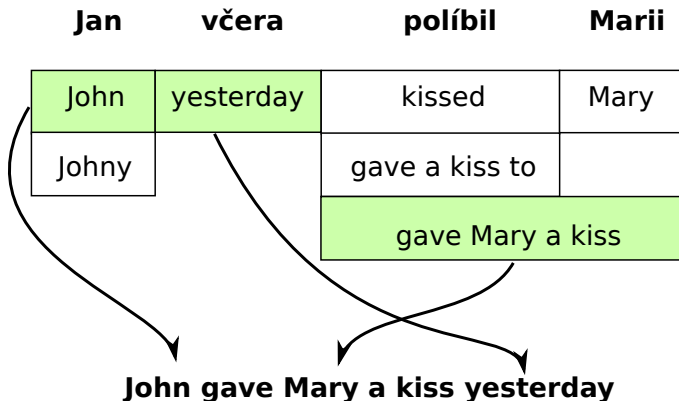 Jan včera políbil Marii
John yesterday kissed Mary
Johny gave a kiss to
gave Mary a kiss
John gave Mary a kiss yesterday